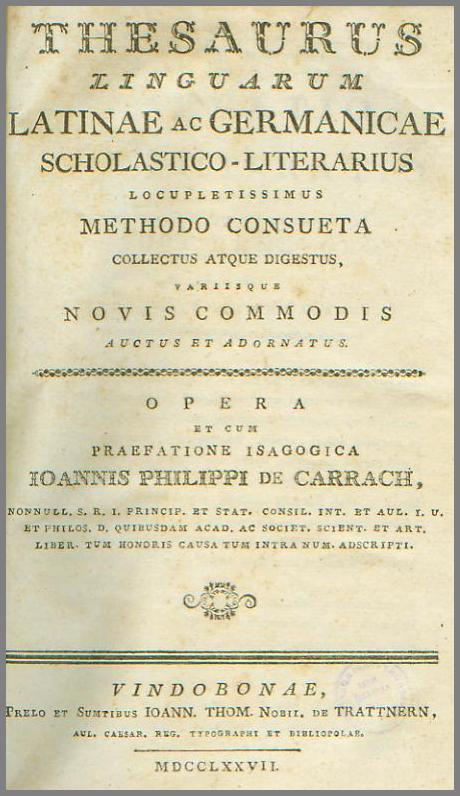 THESAURUS
LINGUARUM
LATINAE AC GERMANICAE
SCHOLASTICO-LITERARIUS
LOCUPLETISSIMUS
METHODO CONSUETA
COLLECTUS ATQUE DIGESTUS,
VARIISQUE
NOVIS COMMODIS
AUCTUS ET ADORNATUS.
OPERA
ET CUM
PRAEFATIONE ISAGOGICA
IOANNIS PHILIPPI DE CARRACH,
NONNULL. S. R. I. PRINCIP. ET STAT. CONSIL. INT. ET AUL. I. U.
ET PHILOS. D. QUIBUSDAM ACAD. AC SOCIET. SCIENT. ET ART.
LIBER. TUM HONORIS CAUSA TUM INTRA NUM. ADSCRIPTI.
VINDOBONAE,
PRELO ET SUMTIBUS IOANN. THOM. NOBIL. DE TRATTNERN,
AUL. CAESAR. REG. TYPOGRAPHI ET BIBLIOPOLAE.
MDCCLXXVII.